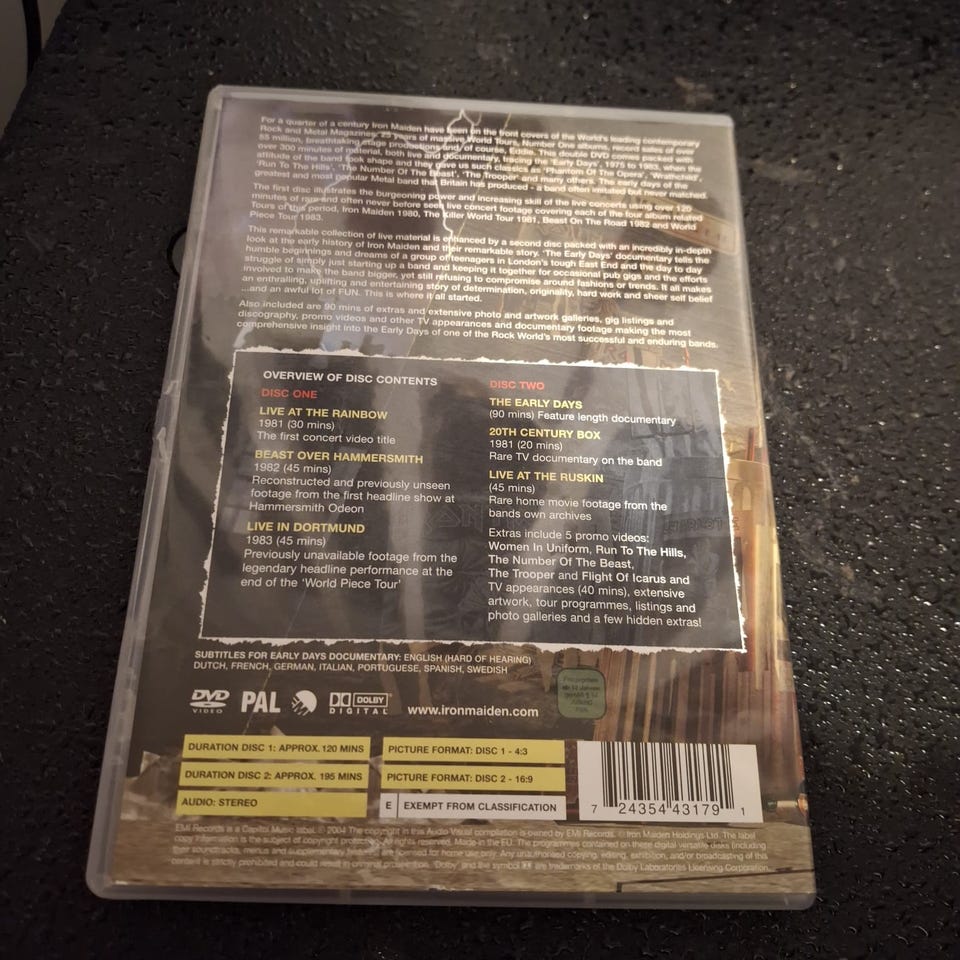 For a quarter of a century Iron Maiden have been on the front covers of the World's leading contemporary
Rock and Metal Magazines. 25 years of massive World Tours, Number One albums, record sales of over
55 million, breathtaking stage productions and, of course, Eddie. This double DVD comes packed with
over 300 minutes of material, both live and documentary, tracing the 'Early Days', 1975 to 1983, when the
attitude of the band took shape and they gave us such classics as 'Phantom Of The Opera', 'Wrathchild',
'Run To The Hills', 'The Number Of The Beast', 'The Trooper' and many others. The early days of the
greatest and most popular Metal band that Britain has produced - a band often imitated but never matched.
The first disc illustrates the burgeoning power and increasing skill of the live concerts using over 120
minutes of rare and often never before seen live concert footage covering each of the four album related
Tours of this period, Iron Maiden 1980, The Killer World Tour 1981, Beast On The Road 1982 and World
Piece Tour 1983.
This remarkable collection of live material is enhanced by a second disc packed with an incredibly in-depth
look at the early history of Iron Maiden and their remarkable story. 'The Early Days' documentary tells the
humble beginnings and dreams of a group of teenagers in London's tough East End and the day to day
struggle of simply just starting up a band and keeping it together for occasional pub gigs and the efforts
involved to make the band bigger, yet still refusing to compromise around fashions or trends. It all makes
an enthralling, uplifting and entertaining story of determination, originality, hard work and sheer self belief
...and an awful lot of FUN. This is where it all started.
Also included are 90 mins of extras and extensive photo and artwork galleries, gig listings and
discography, promo videos and other TV appearances and documentary footage making the most
comprehensive insight into the Early Days of one of the Rock World's most successful and enduring bands.
OVERVIEW OF DISC CONTENTS
DISC ONE
LIVE AT THE RAINBOW
1981 (30 mins)
The first concert video title
BEAST OVER HAMMERSMITH
1982 (45 mins)
Reconstructed and previously unseen
footage from the first headline show at
Hammersmith Odeon
LIVE IN DORTMUND
1983 (45 mins)
Previously unavailable footage from the
legendary headline performance at the
end of the 'World Piece Tour'
DISC TWO
THE EARLY DAYS
(90 mins) Feature length documentary
20TH CENTURY BOX
1981 (20 mins)
Rare TV documentary on the band
LIVE AT THE RUSKIN
(45 mins)
Rare home movie footage from the
bands own archives
Extras include 5 promo videos:
Women In Uniform, Run To The Hills,
The Number Of The Beast,
The Trooper and Flight Of Icarus and
TV appearances (40 mins), extensive
artwork, tour programmes, listings and
photo galleries and a few hidden extras!
SUBTITLES FOR EARLY DAYS DOCUMENTARY: ENGLISH (HARD OF HEARING)
DUTCH, FRENCH, GERMAN, ITALIAN, PORTUGUESE, SPANISH, SWEDISH
DVD VIDEO PAL DOLBY DIGITAL www.ironmaiden.com
Freigegeben
ab 12 Jahren
gemäß § 14
FSK
DURATION DISC 1: APPROX. 120 MINS
DURATION DISC 2: APPROX. 195 MINS
AUDIO: STEREO
PICTURE FORMAT: DISC 1 - 4:3
PICTURE FORMAT: DISC 2 - 16:9
E EXEMPT FROM CLASSIFICATION
7 24354 43179 1
EMI Records is a Capitol Music label. ℗ 2004 The copyright in this Audio Visual compilation is owned by EMI Records. © Iron Maiden Holdings Ltd. The label
copy information is the subject of copyright protection. All rights reserved. Made in the EU. The programmes contained on these digital versatile disks (including
their soundtracks, menus and supplementary features) are licensed for home use only. Any unauthorised copying, editing, exhibition, and/or broadcasting of this
content is strictly prohibited and could result in criminal prosecution. 'Dolby' and the symbol are trademarks of the Dolby Laboratories Licensing Corporation.